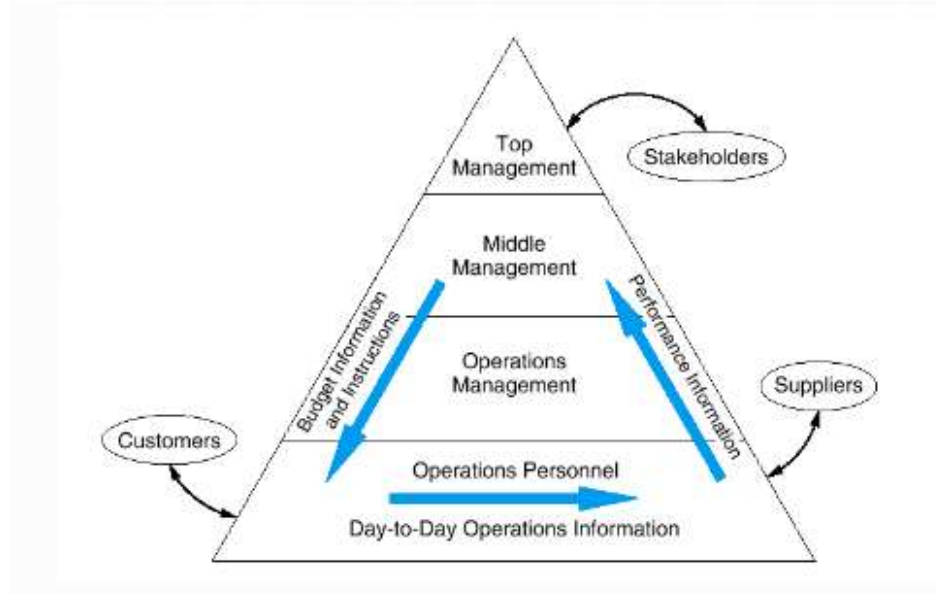 Top
Management
Stakeholders
Middle
Management
Budget Information
and Instructions
Performance Information
Operations
Management
Suppliers
Customers
Operations Personnel
Day-to-Day Operations Information